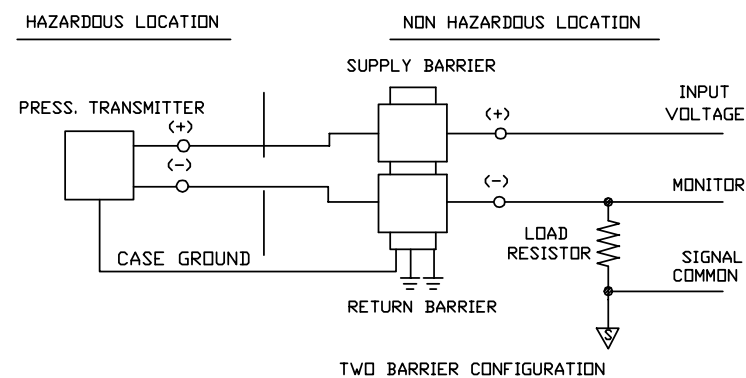 HAZARDOUS LOCATION
NON HAZARDOUS LOCATION
SUPPLY BARRIER
PRESS. TRANSMITTER
(+)
(+)
INPUT
VOLTAGE
(-)
(-)
MONITOR
LOAD
RESISTOR
CASE GROUND
SIGNAL
COMMON
RETURN BARRIER
S
TWO BARRIER CONFIGURATION